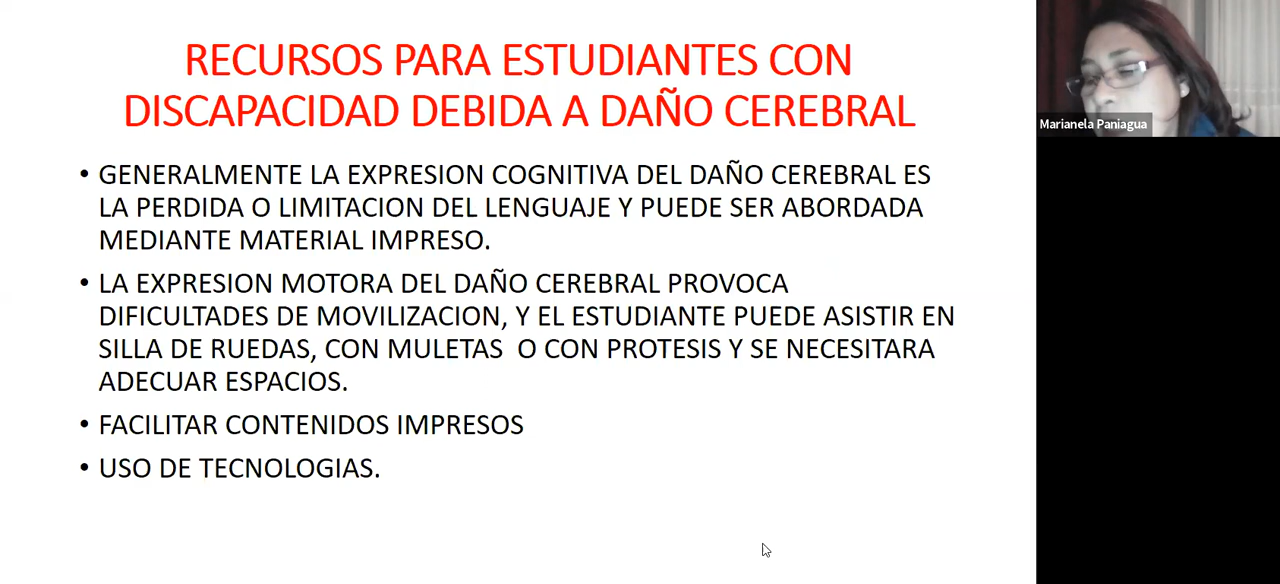 RECURSOS PARA ESTUDIANTES CON
DISCAPACIDAD DEBIDA A DAÑO CEREBRAL
• GENERALMENTE LA EXPRESION COGNITIVA DEL DAÑO CEREBRAL ES
LA PERDIDA O LIMITACION DEL LENGUAJE Y PUEDE SER ABORDADA
MEDIANTE MATERIAL IMPRESO.
• LA EXPRESION MOTORA DEL DAÑO CEREBRAL PROVOCA
DIFICULTADES DE MOVILIZACION, Y EL ESTUDIANTE PUEDE ASISTIR EN
SILLA DE RUEDAS, CON MULETAS O CON PROTESIS Y SE NECESITARA
ADECUAR ESPACIOS.
• FACILITAR CONTENIDOS IMPRESOS
• USO DE TECNOLOGIAS.
Marianela Paniagua